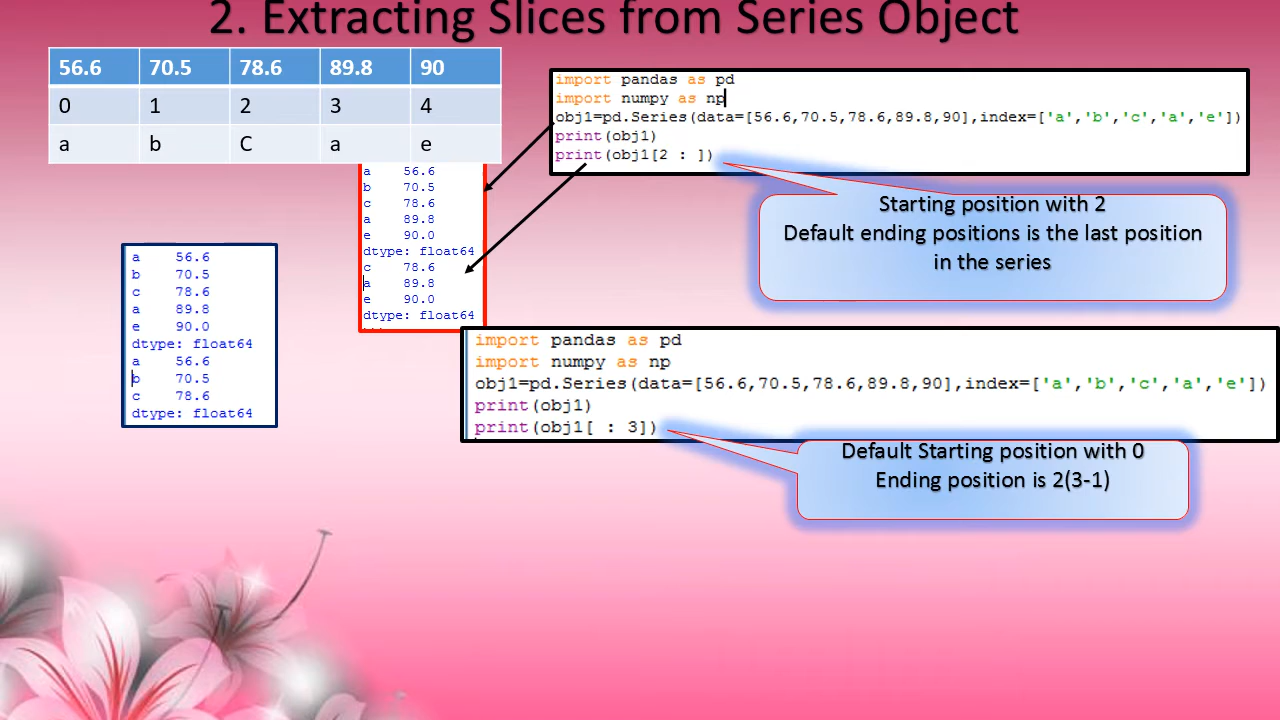 2. Extracting Slices from Series Object
56.6 70.5 78.6 89.8 90
0 1 2 3 4
a b C a e
import pandas as pd
import numpy as np
obj1=pd.Series(data=[56.6,70.5,78.6,89.8,90],index=['a','b','c','a','e'])
print(obj1)
print(obj1[2 : ])
Starting position with 2
Default ending positions is the last position
in the series
a 56.6
b 70.5
c 78.6
a 89.8
e 90.0
dtype: float64
c 78.6
a 89.8
e 90.0
dtype: float64
a 56.6
b 70.5
c 78.6
a 89.8
e 90.0
dtype: float64
a 56.6
b 70.5
c 78.6
dtype: float64
import pandas as pd
import numpy as np
obj1=pd.Series(data=[56.6,70.5,78.6,89.8,90],index=['a','b','c','a','e'])
print(obj1)
print(obj1[ : 3])
Default Starting position with 0
Ending position is 2(3-1)